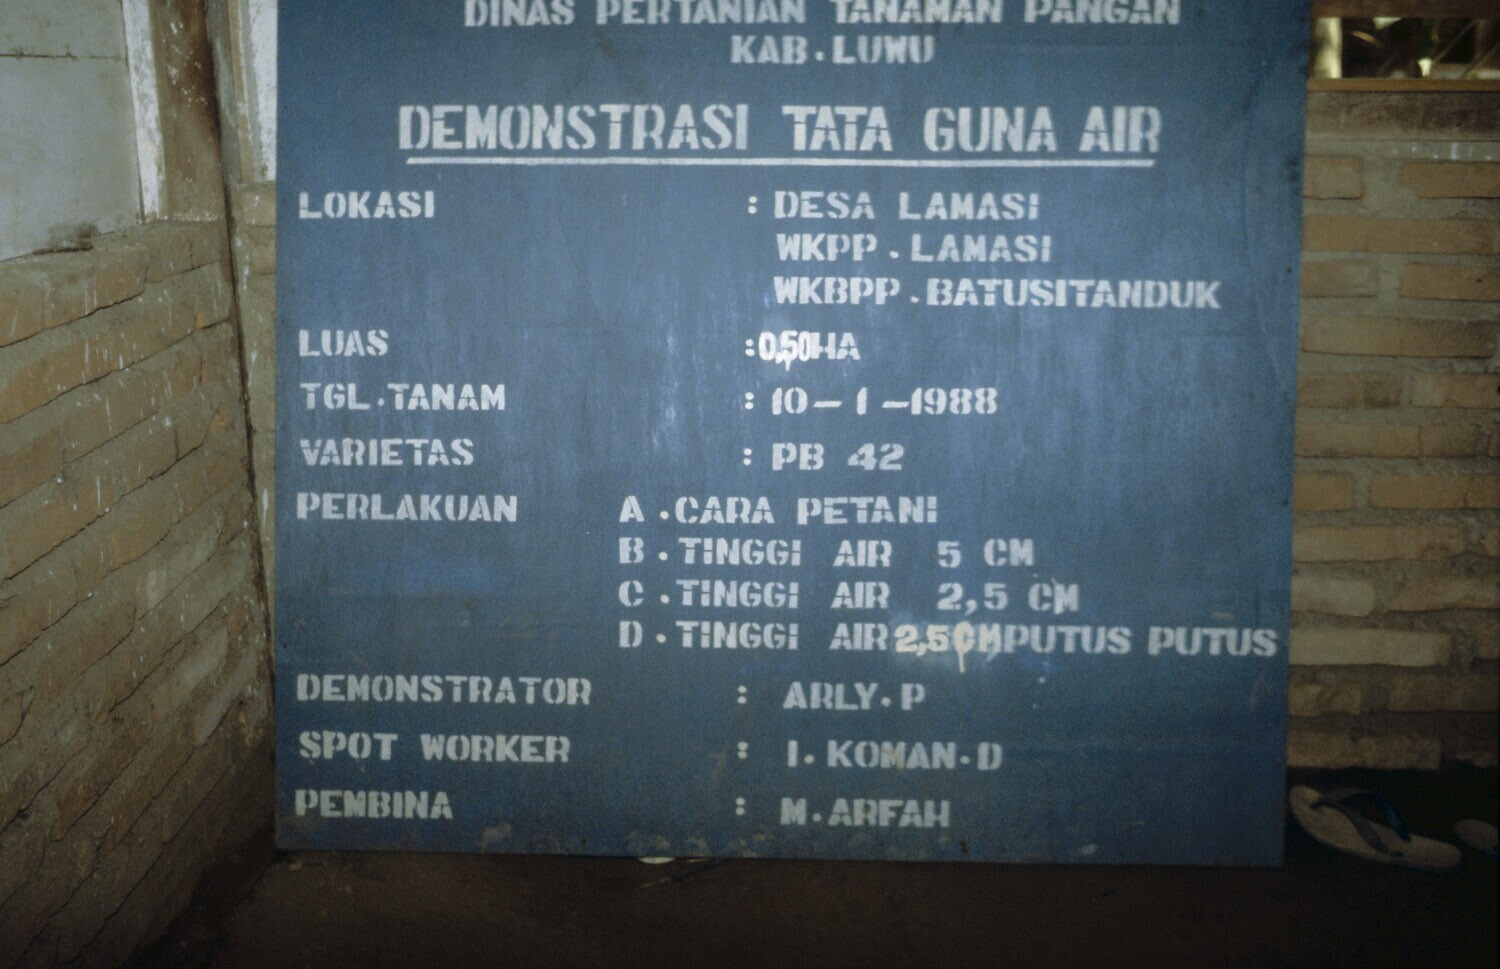 DINAS PERTANIAN TANAMAN PANGAN
KAB. LUWU
DEMONSTRASI TATA GUNA AIR
LOKASI : DESA LAMASI
WKPP. LAMASI
WKBPP. BATUSITANDUK
LUAS : 0,50 HA
TGL. TANAM : 10-1-1988
VARIETAS : PB 42
PERLAKUAN A. CARA PETANI
B. TINGGI AIR 5 CM
C. TINGGI AIR 2,5 CM
D. TINGGI AIR 2,5 CM PUTUS PUTUS
DEMONSTRATOR : ARLY. P
SPOT WORKER : I. KOMAN. D
PEMBINA : M. ARFAH